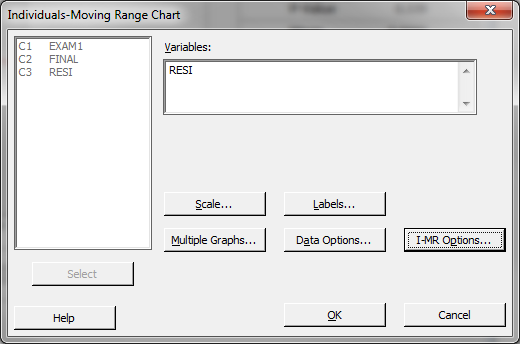 Individuals-Moving Range Chart
C1 EXAM1
C2 FINAL
C3 RESI
Variables:
RESI
Scale...
Labels...
Multiple Graphs...
Data Options...
I-MR Options...
Select
Help
OK
Cancel